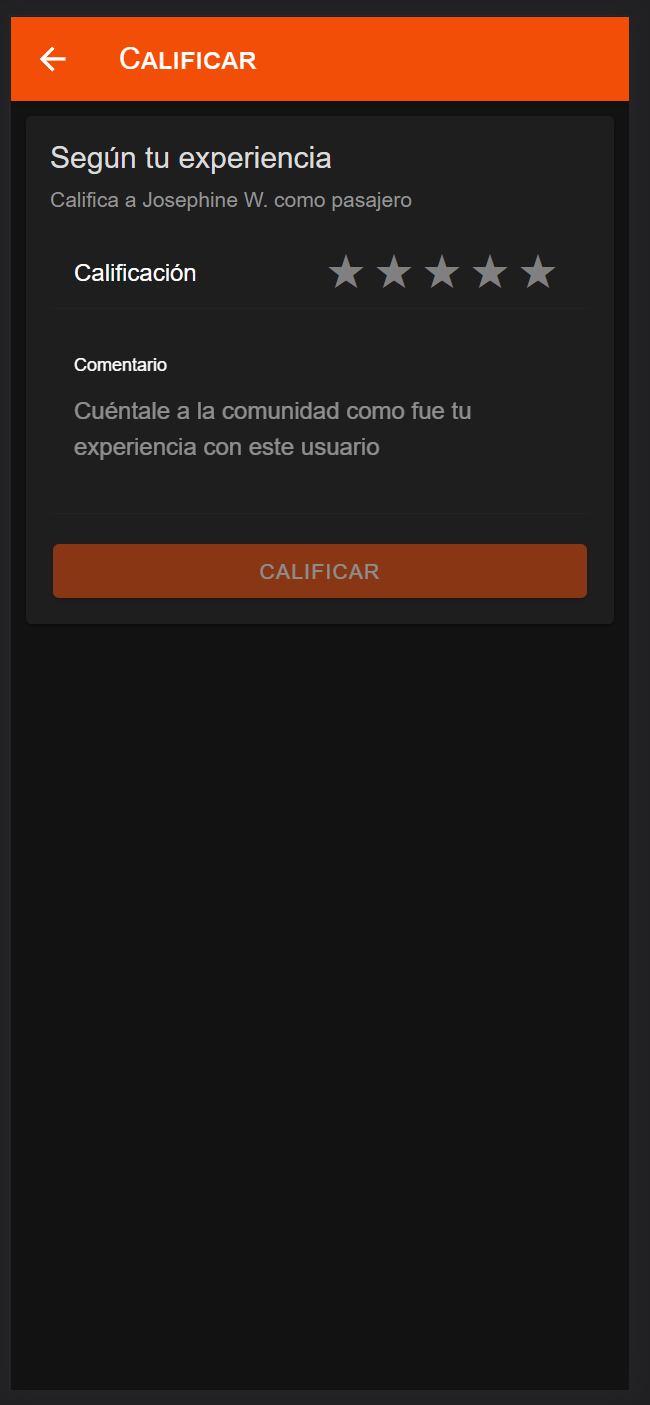 CALIFICAR
Según tu experiencia
Califica a Josephine W. como pasajero
Calificación
Comentario
Cuéntale a la comunidad como fue tu
experiencia con este usuario
CALIFICAR